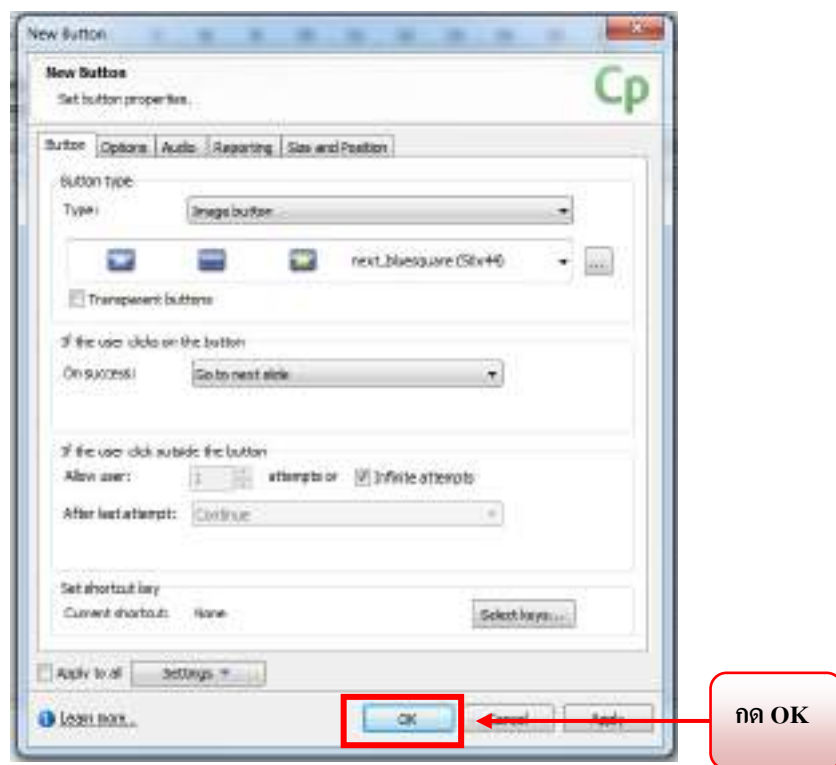 New Button
New Button
Set button properties.
Cp
Button Options Audio Reporting Size and Position
Button type
Type: Image button
next_bluesquare (58x44) ...
Transparent buttons
If the user clicks on the button
On success: Go to next slide
If the user click outside the button
Allow user: 1 attempts or Infinite attempts
After last attempt: Continue
Set shortcut key
Current shortcut: None Select keys...
Apply to all Settings
Learn more... OK Cancel Apply
กด OK